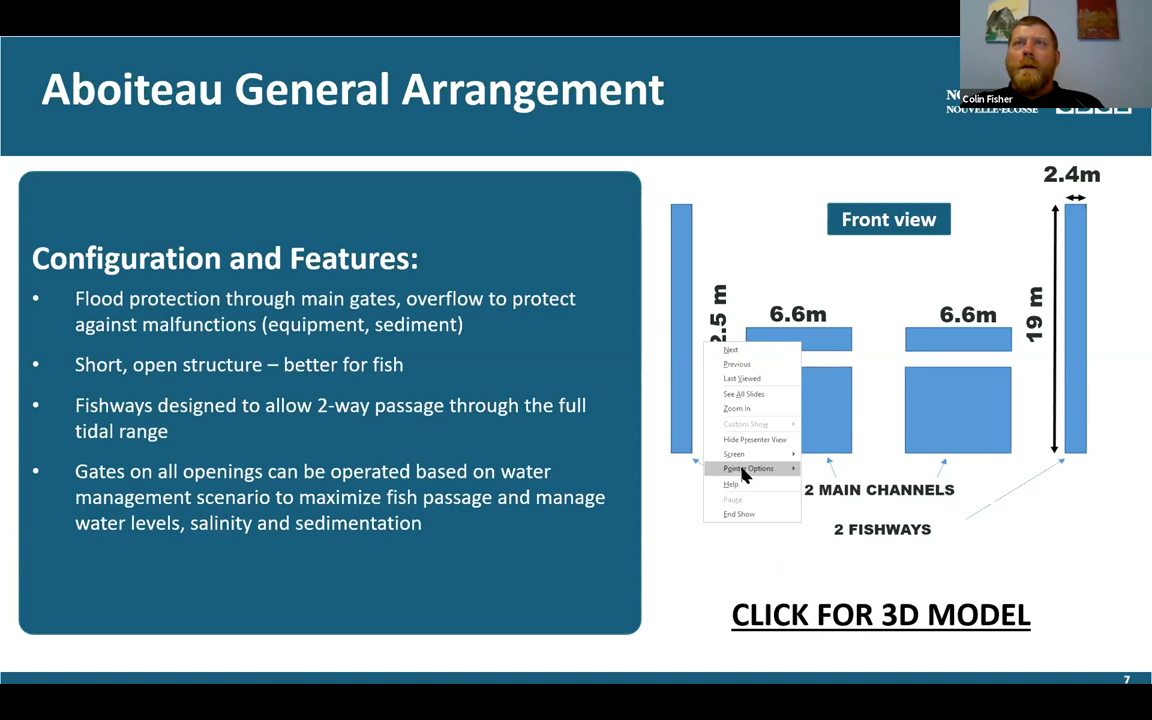 Aboiteau General Arrangement
Colin Fisher
NOUVELLE-ÉCOSSE
Configuration and Features:
• Flood protection through main gates, overflow to protect
against malfunctions (equipment, sediment)
• Short, open structure – better for fish
• Fishways designed to allow 2-way passage through the full
tidal range
• Gates on all openings can be operated based on water
management scenario to maximize fish passage and manage
water levels, salinity and sedimentation
2.4m
Front view
6.6m
6.6m
2.5 m
19 m
Next
Previous
Last Viewed
See All Slides
Zoom In
Custom Show
Hide Presenter View
Screen
Pointer Options
Help
Pause
End Show
2 MAIN CHANNELS
2 FISHWAYS
CLICK FOR 3D MODEL
7